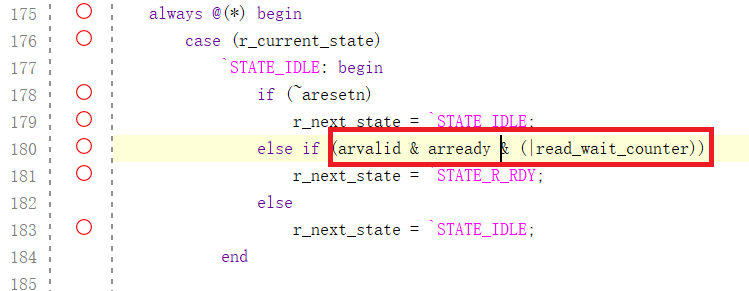 175 always @(*) begin
176 case (r_current_state)
177 `STATE_IDLE: begin
178 if (~aresetn)
179 r_next_state = `STATE_IDLE;
180 else if (arvalid & arready & (|read_wait_counter))
181 r_next_state = `STATE_R_RDY;
182 else
183 r_next_state = `STATE_IDLE;
184 end
185